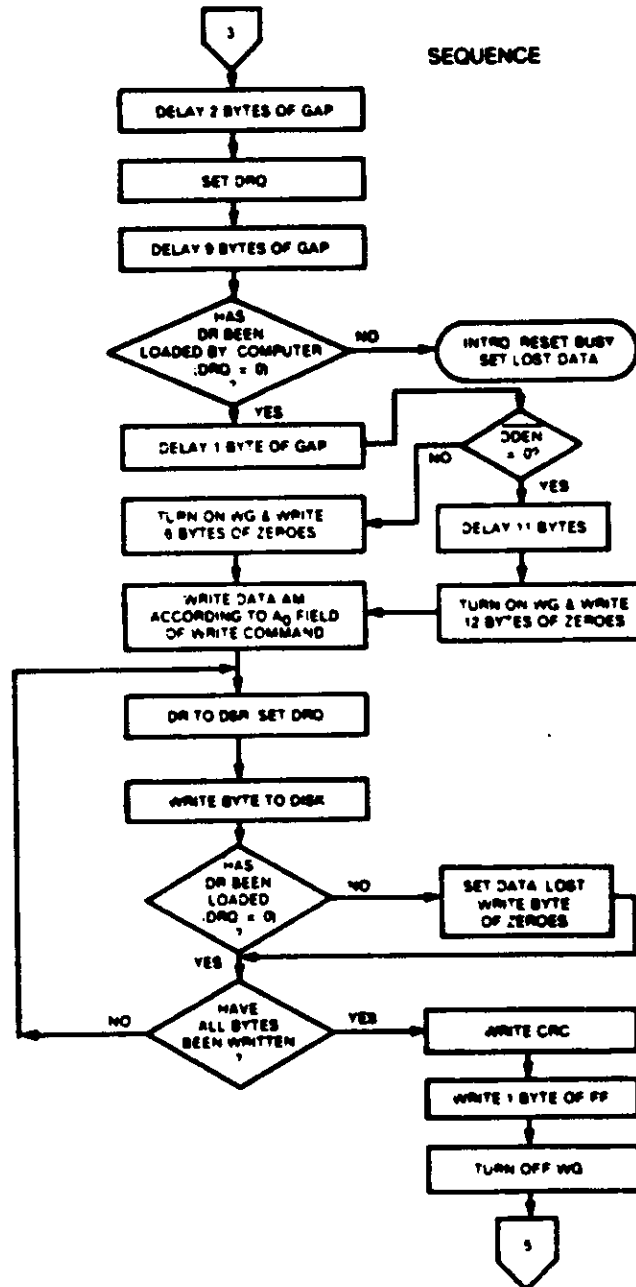 3
SEQUENCE
DELAY 2 BYTES OF GAP
SET DRQ
DELAY 9 BYTES OF GAP
HAS
DR BEEN
LOADED BY COMPUTER
(DRQ = 0)
?
NO
INTRQ RESET BUSY
SET LOST DATA
YES
DELAY 1 BYTE OF GAP
DDEN
= 0?
NO
YES
TURN ON WG & WRITE
6 BYTES OF ZEROES
DELAY 11 BYTES
WRITE DATA AM
ACCORDING TO A0 FIELD
OF WRITE COMMAND
TURN ON WG & WRITE
12 BYTES OF ZEROES
DR TO DSR SET DRQ
WRITE BYTE TO DISK
HAS
DR BEEN
LOADED
(DRQ = 0)
?
NO
SET DATA LOST
WRITE BYTE
OF ZEROES
YES
HAVE
ALL BYTES
BEEN WRITTEN
?
NO
YES
WRITE CRC
WRITE 1 BYTE OF FF
TURN OFF WG
5